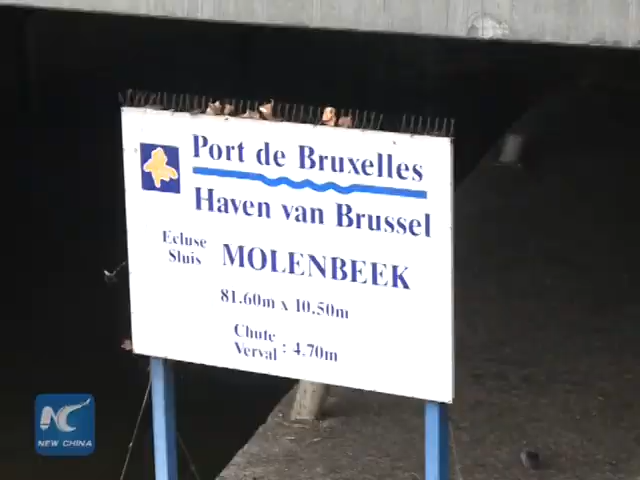 Port de Bruxelles
Haven van Brussel
Ecluse
Sluis
MOLENBEEK
81.60m x 10.50m
Chute
Verval : 4.70m
NC
NEW CHINA